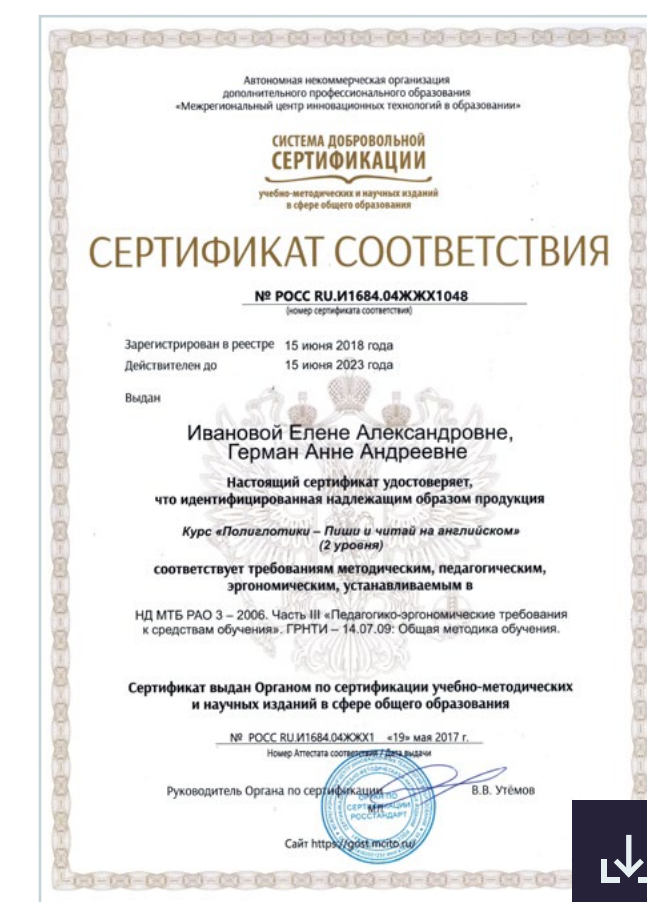 Автономная некоммерческая организация
дополнительного профессионального образования
«Межрегиональный центр инновационных технологий в образовании»
СИСТЕМА ДОБРОВОЛЬНОЙ
СЕРТИФИКАЦИИ
учебно-методических и научных изданий
в сфере общего образования
СЕРТИФИКАТ СООТВЕТСТВИЯ
№ РОСС RU.И1684.04ЖЖХ1048
(номер сертификата соответствия)
Зарегистрирован в реестре 15 июня 2018 года
Действителен до 15 июня 2023 года
Выдан
Ивановой Елене Александровне,
Герман Анне Андреевне
Настоящий сертификат удостоверяет,
что идентифицированная надлежащим образом продукция
Курс «Полиглотики – Пиши и читай на английском»
(2 уровня)
соответствует требованиям методическим, педагогическим,
эргономическим, устанавливаемым в
НД МТБ РАО 3 – 2006. Часть III «Педагогико-эргономические требования
к средствам обучения». ГРНТИ – 14.07.09: Общая методика обучения.
Сертификат выдан Органом по сертификации учебно-методических
и научных изданий в сфере общего образования
№ РОСС RU.И1684.04ЖЖХ1 «19» мая 2017 г.
Номер Аттестата соответствия / Дата выдачи
Руководитель Органа по сертификации В.В. Утёмов
М.П.
ОРГАН ПО
СЕРТИФИКАЦИИ
РОССТАНДАРТ
Сайт https://gost.mcito.ru/